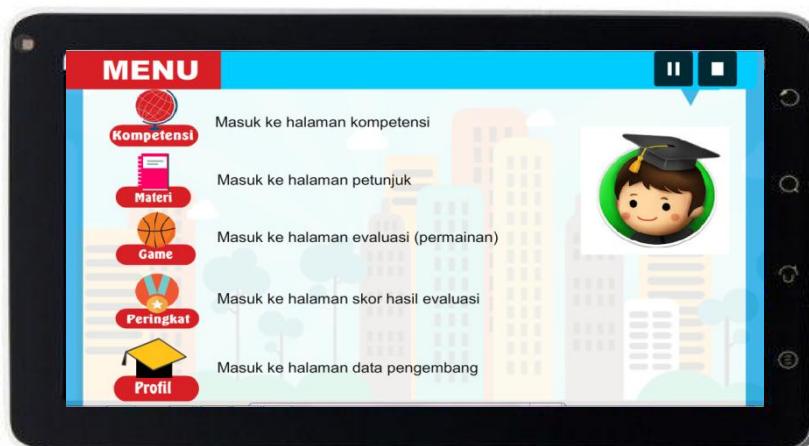 MENU
Kompetensi
Masuk ke halaman kompetensi
Materi
Masuk ke halaman petunjuk
Game
Masuk ke halaman evaluasi (permainan)
Peringkat
Masuk ke halaman skor hasil evaluasi
Profil
Masuk ke halaman data pengembang